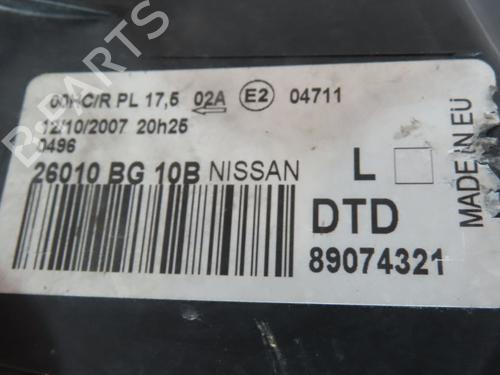 00HC/R PL 17,5 02A E2 04711
12/10/2007 20h25
0496
26010 BG 10B NISSAN
L
DTD
89074321
MADE IN EU